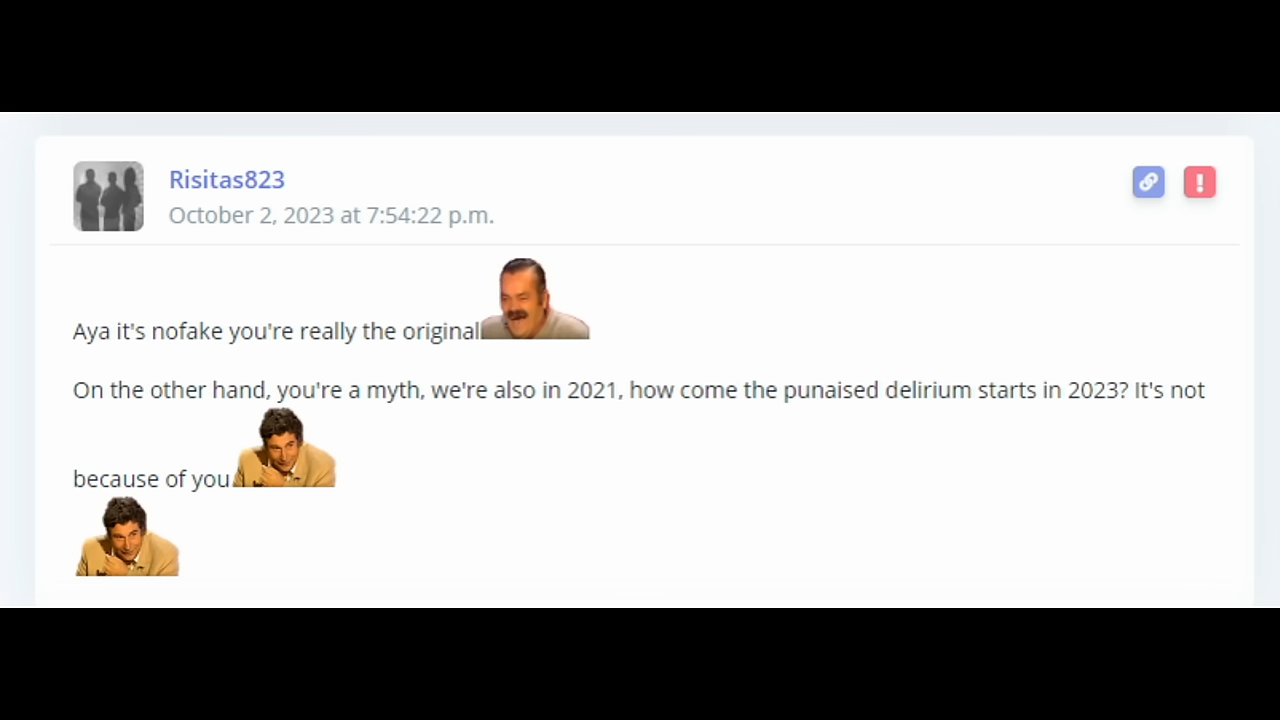 Risitas823
October 2, 2023 at 7:54:22 p.m.
Aya it's nofake you're really the original
On the other hand, you're a myth, we're also in 2021, how come the punaised delirium starts in 2023? It's not
because of you